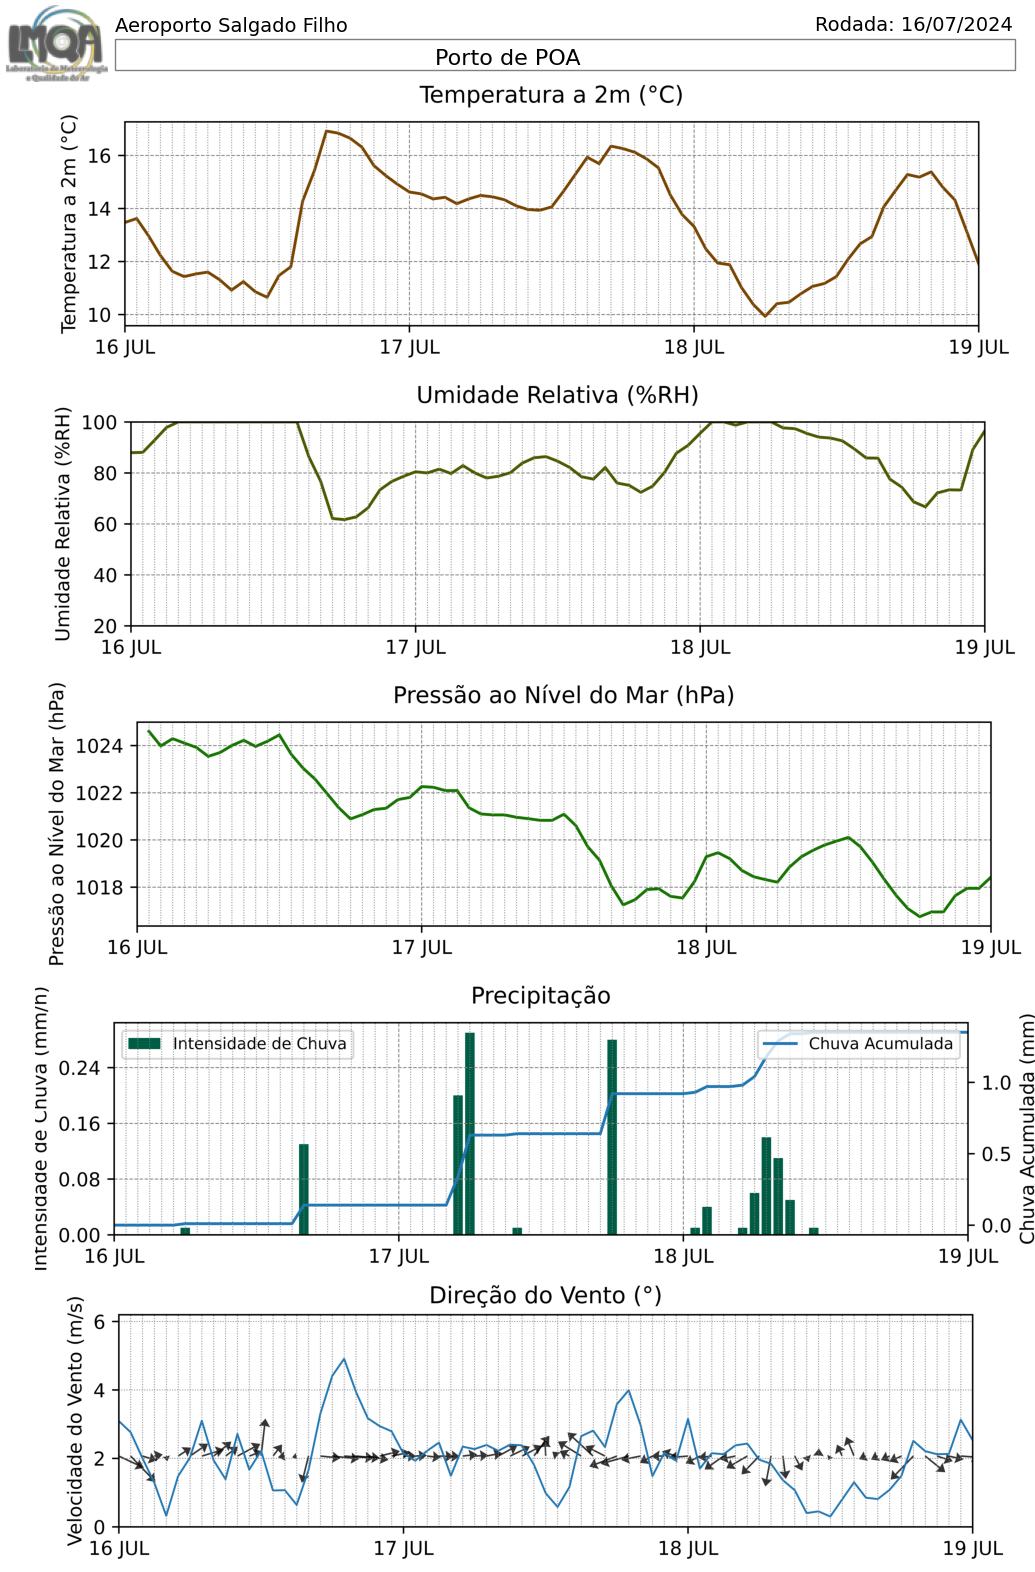 LMQA
Laboratório de Meteorologia
e Qualidade do Ar
Aeroporto Salgado Filho
Rodada: 16/07/2024
Porto de POA
Temperatura a 2m (°C)
Temperatura a 2m (°C)
16
14
12
10
16 JUL
17 JUL
18 JUL
19 JUL
Umidade Relativa (%RH)
Umidade Relativa (%RH)
100
80
60
40
20
16 JUL
17 JUL
18 JUL
19 JUL
Pressão ao Nível do Mar (hPa)
Pressão ao Nível do Mar (hPa)
1024
1022
1020
1018
16 JUL
17 JUL
18 JUL
19 JUL
Precipitação
Intensidade de Chuva (mm/h)
Intensidade de Chuva
Chuva Acumulada
0.24
0.16
0.08
0.00
1.0
0.5
0.0
Chuva Acumulada (mm)
16 JUL
17 JUL
18 JUL
19 JUL
Direção do Vento (°)
Velocidade do Vento (m/s)
6
4
2
0
16 JUL
17 JUL
18 JUL
19 JUL